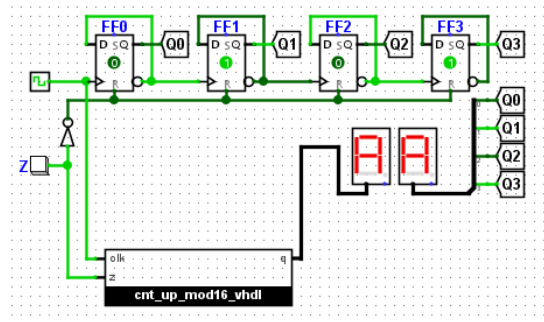 FF0 FF1 FF2 FF3
D S Q Q0 D S Q Q1 D S Q Q2 D S Q Q3
0 1 0 1
R R R R
Q0
Q1
Q2
Q3
Z
A A
clk q
z
cnt_up_mod16_vhdl